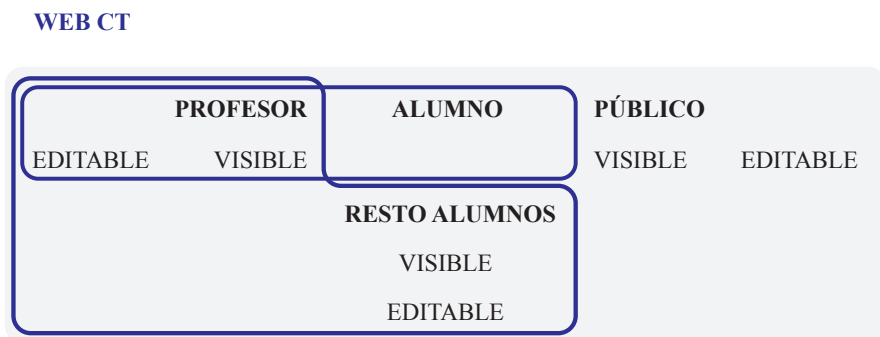 WEB CT
PROFESOR ALUMNO PÚBLICO
EDITABLE VISIBLE VISIBLE EDITABLE
RESTO ALUMNOS
VISIBLE
EDITABLE